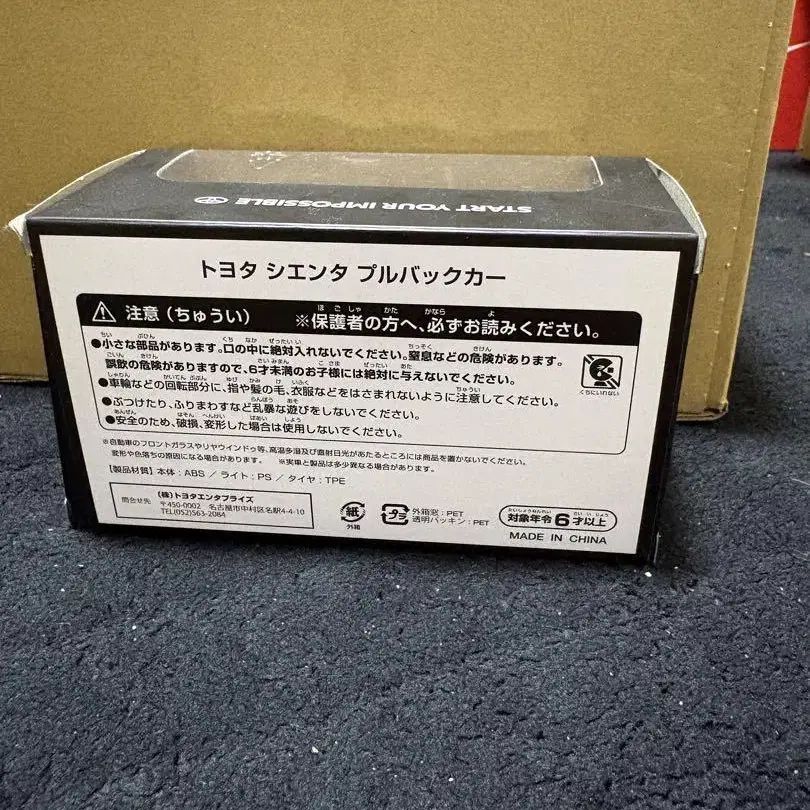 START YOUR IMPOSSIBLE
トヨタ シエンタ プルバックカー
注意（ちゅうい） ※保護者の方へ、必ずお読みください。
●小さな部品があります。口の中に絶対入れないでください。窒息などの危険があります。
誤飲の危険がありますので、6才未満のお子様には絶対に与えないでください。
●車輪などの回転部分に、指や髪の毛、衣服などをはさまれないように注意してください。
●ぶつけたり、ふりまわすなど乱暴な遊びをしないでください。
●安全のため、破損、変形した場合は使用しないでください。
くちにいれない
※自動車のフロントガラスやリヤウインドゥ等、高温多湿及び直射日光があたるところには商品を置かないでください。
変形や色落ちの原因になる場合があります。 ※実車と製品は多少異なる場合があります。
【製品材質】本体：ABS ／ ライト：PS ／ タイヤ：TPE
問合せ先
（株）トヨタエンタプライズ
〒450-0002 名古屋市中村区名駅4-4-10
TEL(052)563-2084
紙
外箱
プラ
外箱窓：PET
透明パッキン：PET
対象年令6才以上
MADE IN CHINA